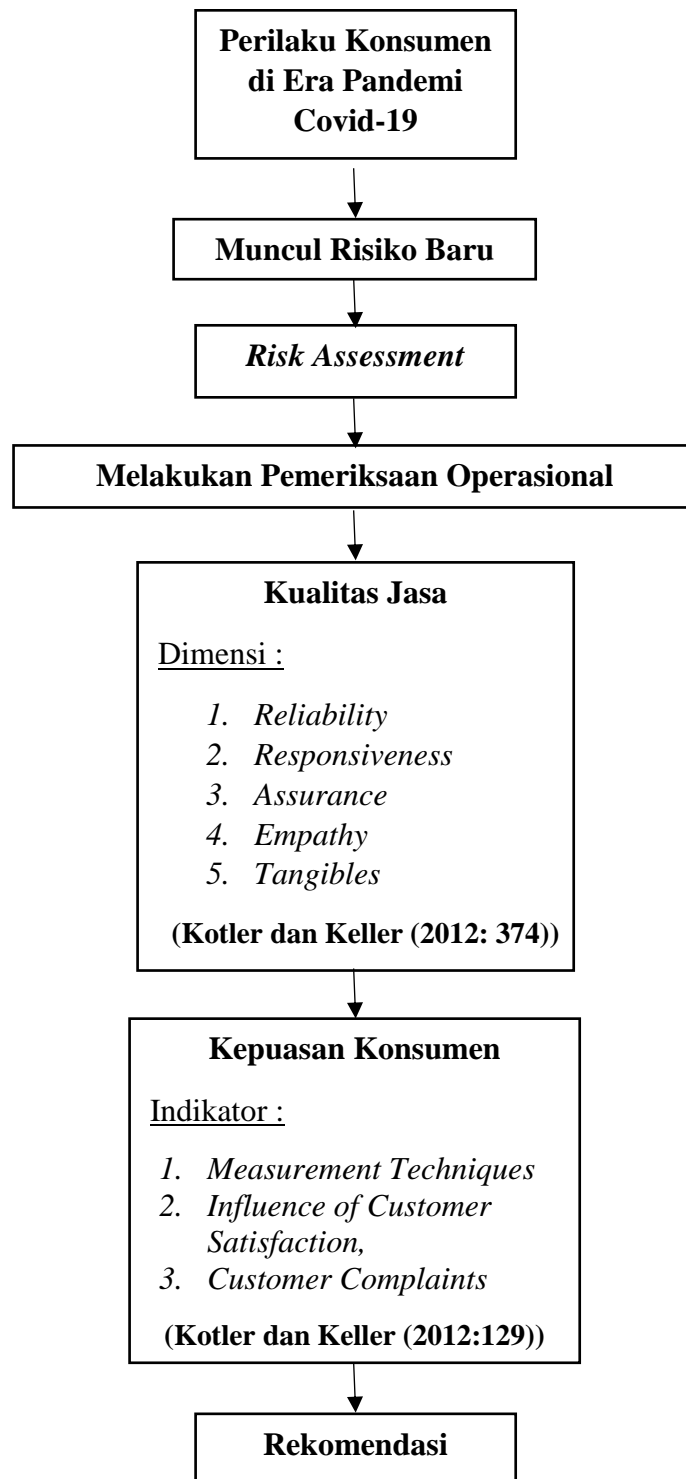 Perilaku Konsumen
di Era Pandemi
Covid-19
Muncul Risiko Baru
Risk Assessment
Melakukan Pemeriksaan Operasional
Kualitas Jasa
Dimensi :
1. Reliability
2. Responsiveness
3. Assurance
4. Empathy
5. Tangibles
(Kotler dan Keller (2012: 374))
Kepuasan Konsumen
Indikator :
1. Measurement Techniques
2. Influence of Customer
Satisfaction,
3. Customer Complaints
(Kotler dan Keller (2012:129))
Rekomendasi